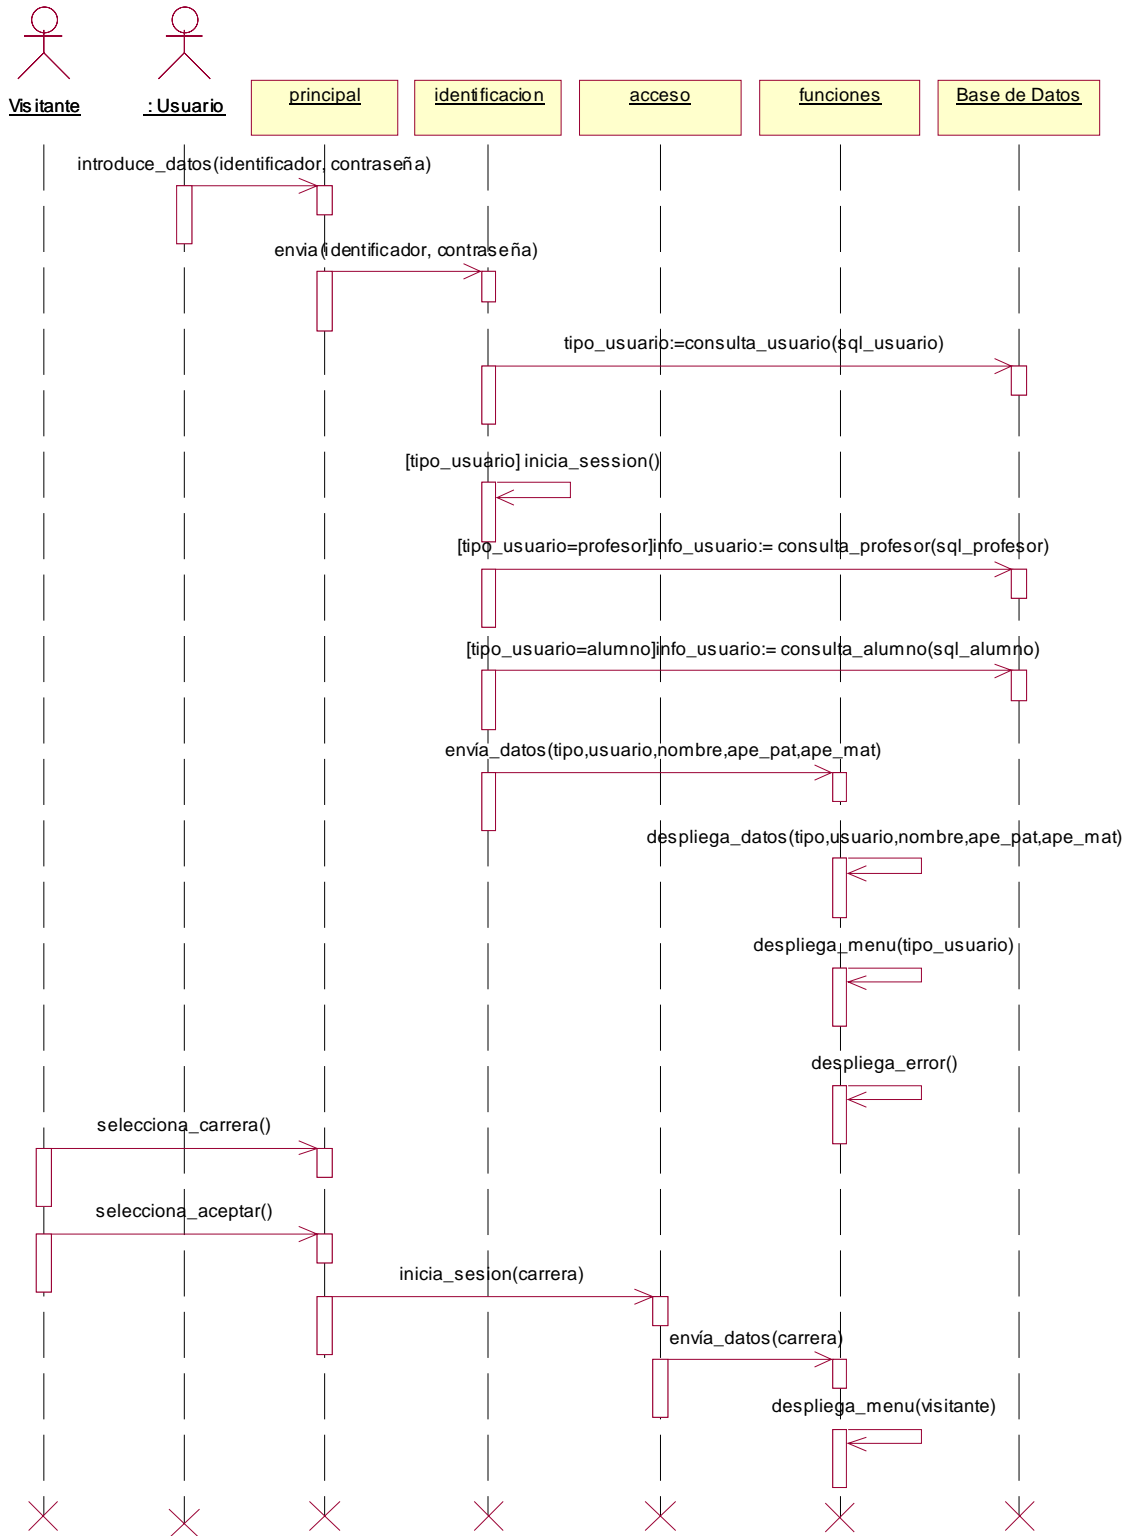 Visitante
: Usuario
principal
identificacion
acceso
funciones
Base de Datos
introduce_datos(identificador, contraseña)
envia(identificador, contraseña)
tipo_usuario:=consulta_usuario(sql_usuario)
[tipo_usuario] inicia_session()
[tipo_usuario=profesor]info_usuario:= consulta_profesor(sql_profesor)
[tipo_usuario=alumno]info_usuario:= consulta_alumno(sql_alumno)
envía_datos(tipo,usuario,nombre,ape_pat,ape_mat)
despliega_datos(tipo,usuario,nombre,ape_pat,ape_mat)
despliega_menu(tipo_usuario)
despliega_error()
selecciona_carrera()
selecciona_aceptar()
inicia_sesion(carrera)
envía_datos(carrera)
despliega_menu(visitante)